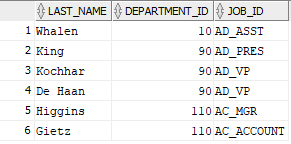 LAST_NAME DEPARTMENT_ID JOB_ID
1 Whalen 10 AD_ASST
2 King 90 AD_PRES
3 Kochhar 90 AD_VP
4 De Haan 90 AD_VP
5 Higgins 110 AC_MGR
6 Gietz 110 AC_ACCOUNT